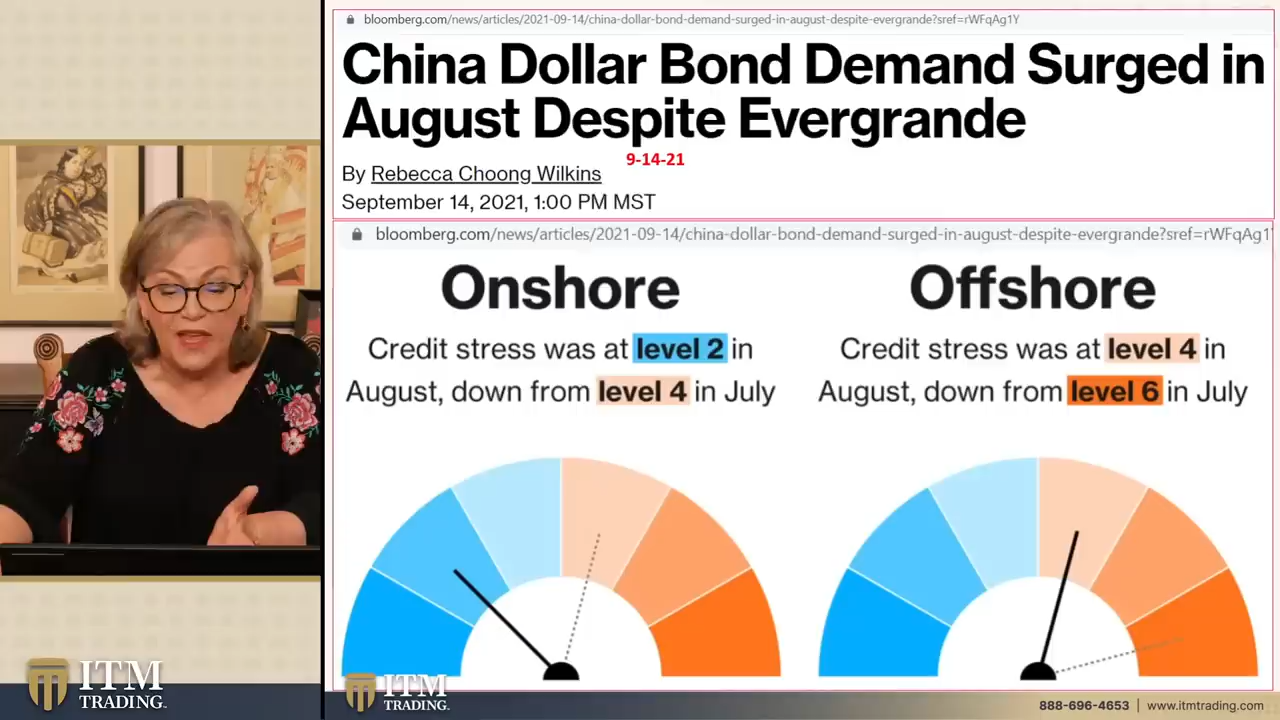 bloomberg.com/news/articles/2021-09-14/china-dollar-bond-demand-surged-in-august-despite-evergrande?sref=rWFqAg1Y
China Dollar Bond Demand Surged in
August Despite Evergrande
9-14-21
By Rebecca Choong Wilkins
September 14, 2021, 1:00 PM MST
bloomberg.com/news/articles/2021-09-14/china-dollar-bond-demand-surged-in-august-despite-evergrande?sref=rWFqAg1
Onshore
Credit stress was at level 2 in
August, down from level 4 in July
Offshore
Credit stress was at level 4 in
August, down from level 6 in July
ITM
TRADING.
ITM
TRADING.
888-696-4653 | www.itmtrading.com